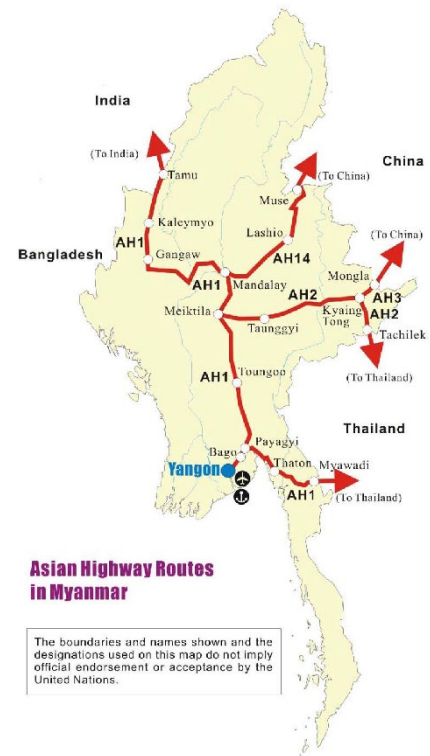 India
(To India)
Tamu
China
(To China)
Muse
Kaleymyo
Lashio
(To China)
AH1
Bangladesh
Gangaw
AH14
Mongla
AH1
Mandalay
AH2
AH3
Meiktila
Kyaing
Tong
AH2
Taunggyi
Tachilek
AH1
Toungoo
(To Thailand)
Thailand
Payagyi
Bago
Yangon
Thaton
Myawadi
AH1
(To Thailand)
Asian Highway Routes
in Myanmar
The boundaries and names shown and the
designations used on this map do not imply
official endorsement or acceptance by the
United Nations.